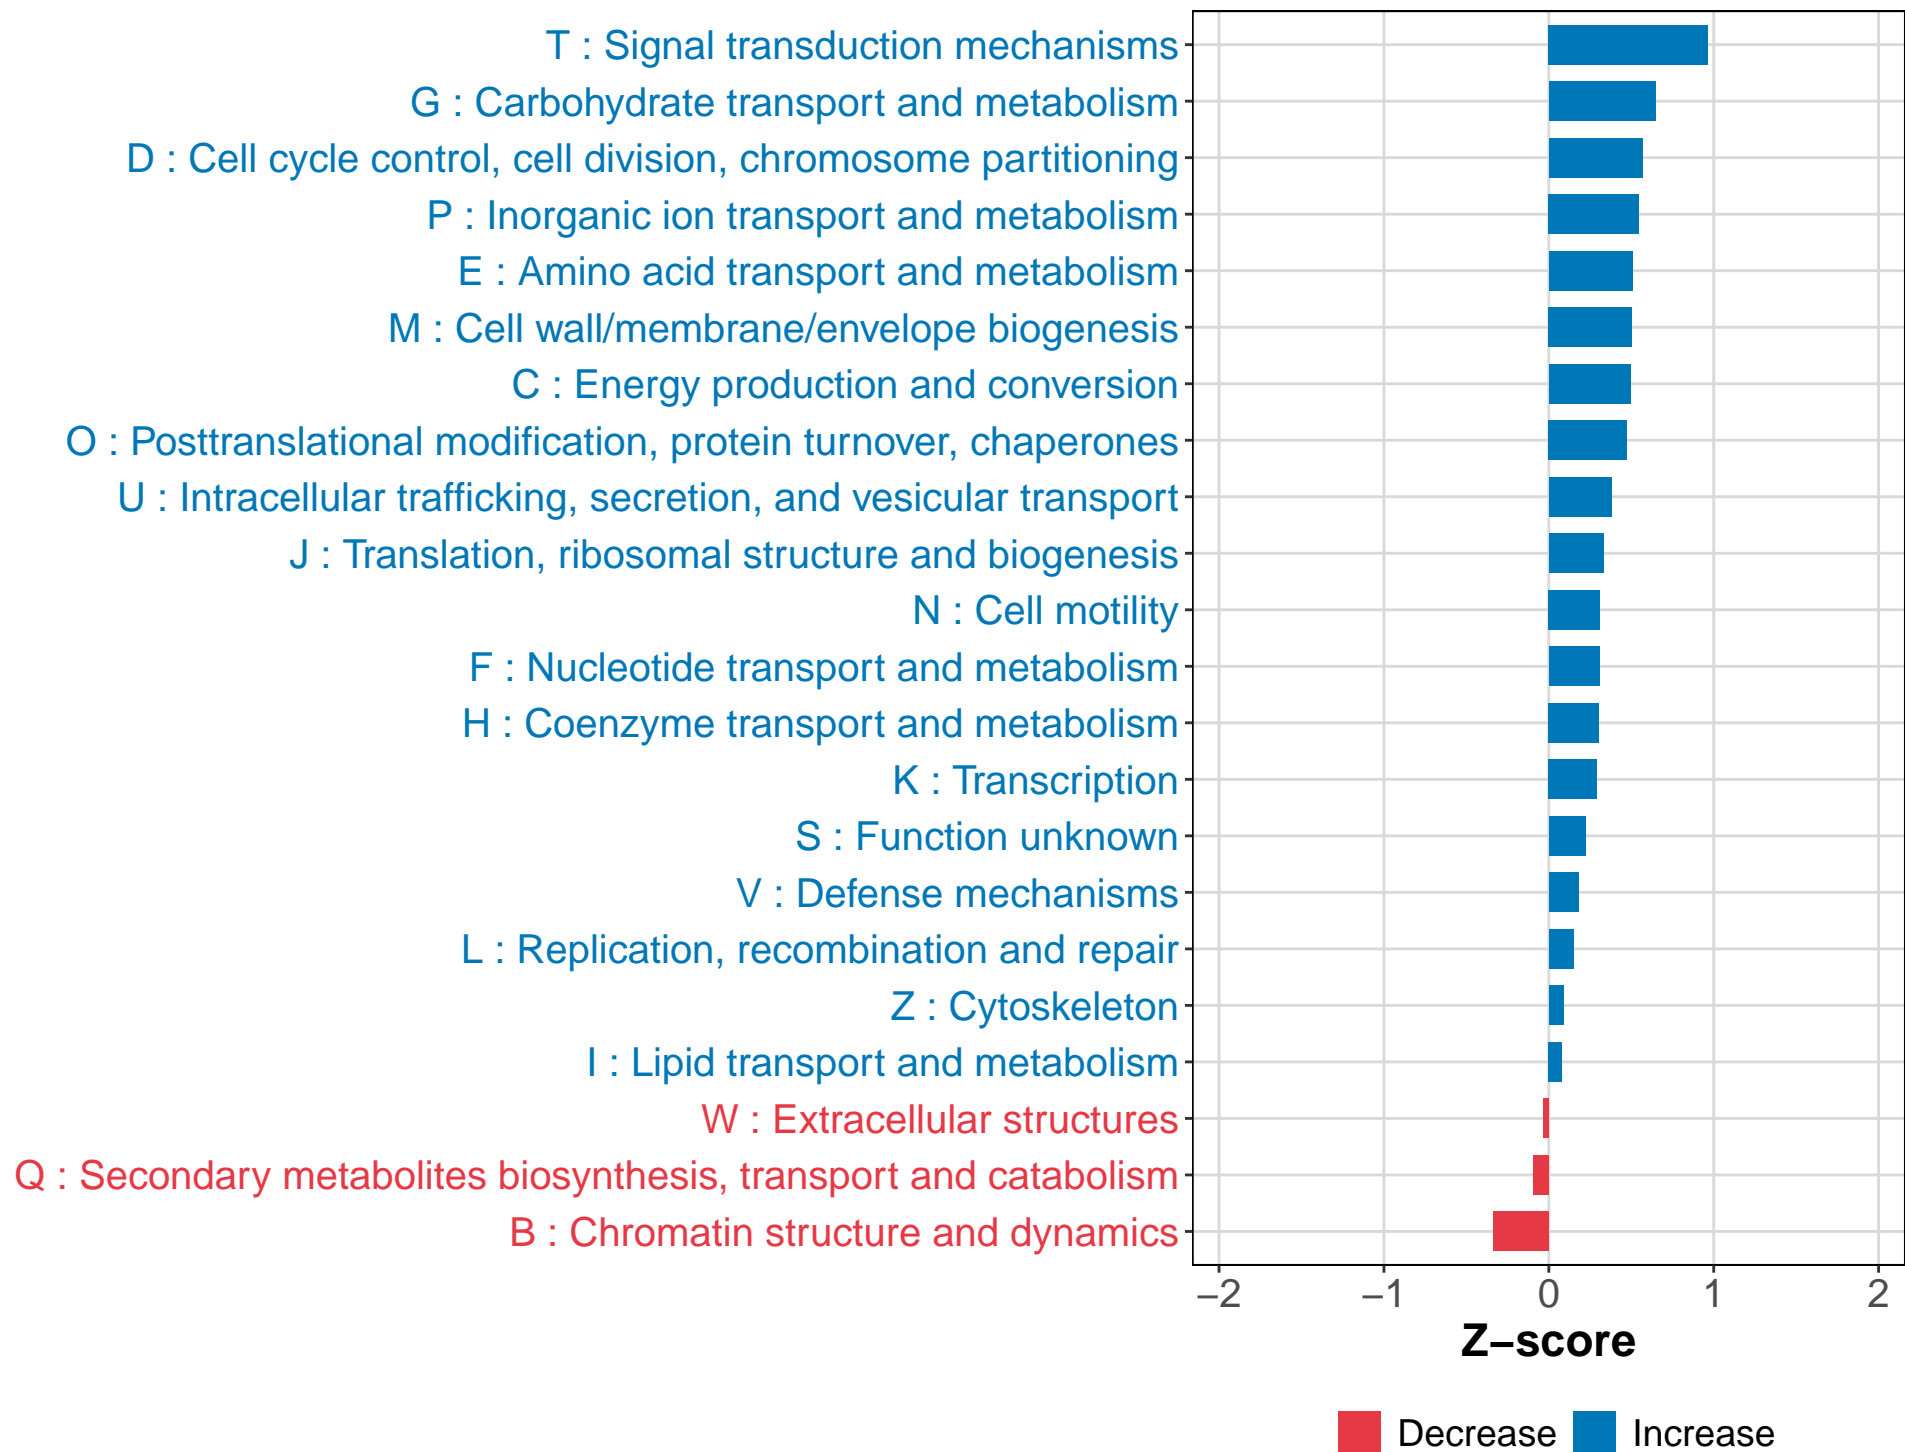 T : Signal transduction mechanisms
G : Carbohydrate transport and metabolism
D : Cell cycle control, cell division, chromosome partitioning
P : Inorganic ion transport and metabolism
E : Amino acid transport and metabolism
M : Cell wall/membrane/envelope biogenesis
C : Energy production and conversion
O : Posttranslational modification, protein turnover, chaperones
U : Intracellular trafficking, secretion, and vesicular transport
J : Translation, ribosomal structure and biogenesis
N : Cell motility
F : Nucleotide transport and metabolism
H : Coenzyme transport and metabolism
K : Transcription
S : Function unknown
V : Defense mechanisms
L : Replication, recombination and repair
Z : Cytoskeleton
I : Lipid transport and metabolism
W : Extracellular structures
Q : Secondary metabolites biosynthesis, transport and catabolism
B : Chromatin structure and dynamics
−2 −1 0 1 2
Z−score
Decrease Increase